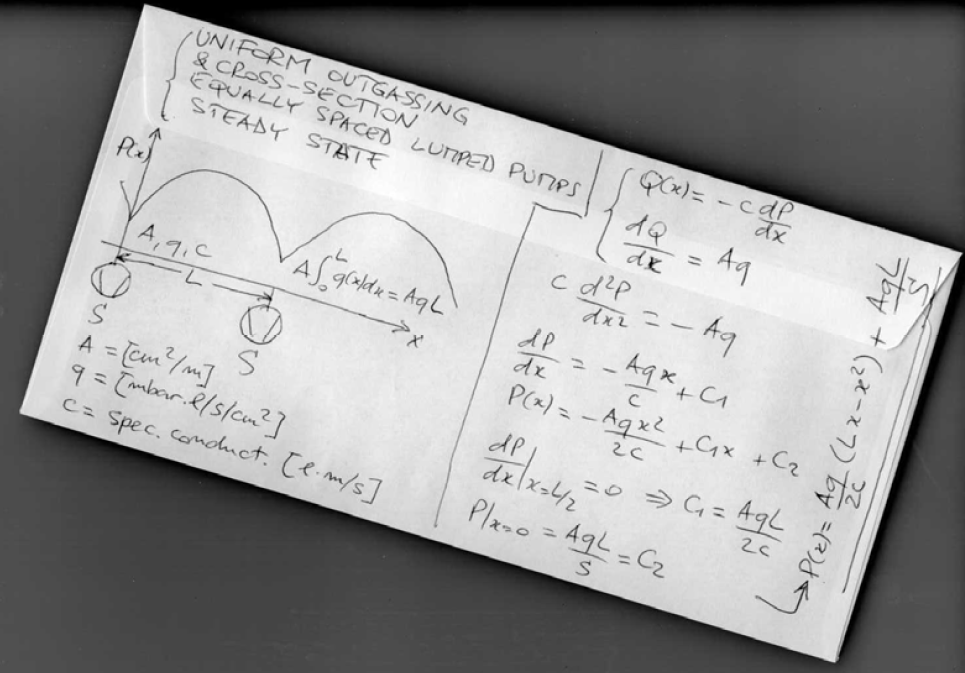 UNIFORM OUTGASSING
& CROSS-SECTION
EQUALLY SPACED LUMPED PUMPS
STEADY STATE
P(x)
A, q, c
L
A∫₀ᴸ q(x)dx = AqL
x
S
S
A = [cm²/m]
q = [mbar.ℓ/s/cm²]
c = spec. conduct. [ℓ.m/s]
Q(x) = -c dP/dx
dQ/dx = Aq
c d²P/dx² = -Aq
dP/dx = -Aqx/c + C₁
P(x) = -Aqx²/2c + C₁x + C₂
dP/dx|x=L/2 = 0 ⇒ C₁ = AqL/2c
P|x=0 = AqL/S = C₂
→ P(x) = Aq/2c (Lx-x²) + AqL/S